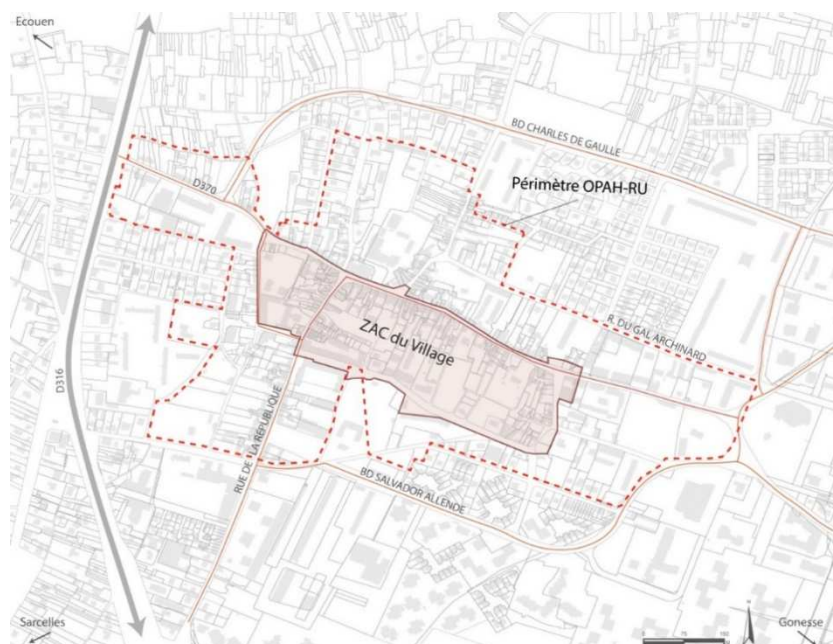 Ecouen
BD CHARLES DE GAULLE
Périmètre OPAH-RU
D370
ZAC du Village
R. DU GAL ARCHINARD
D316
RUE DE LA RÉPUBLIQUE
BD SALVADOR ALLENDE
Sarcelles
Gonesse